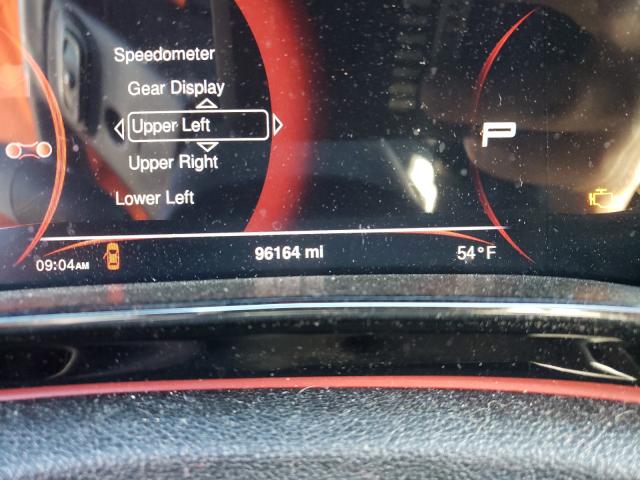 Speedometer
Gear Display
Upper Left
Upper Right
Lower Left
P
09:04AM
96164 mi
54°F